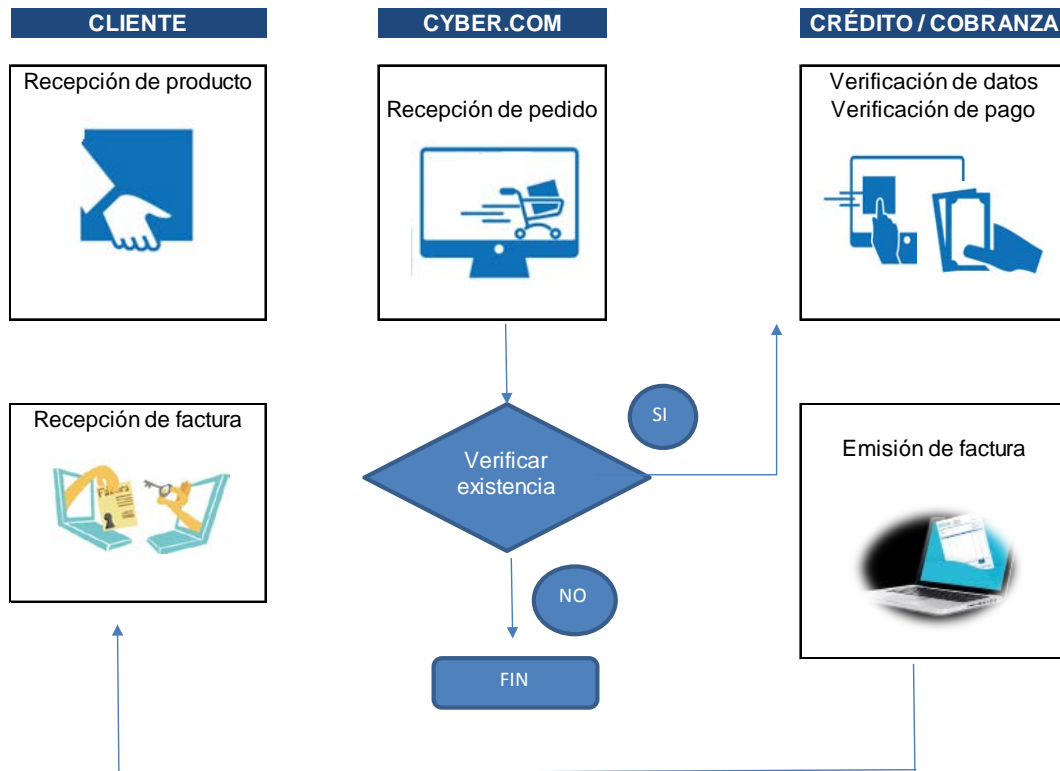 CLIENTE
CYBER.COM
CRÉDITO / COBRANZA
Recepción de producto
Recepción de pedido
Verificación de datos
Verificación de pago
Recepción de factura
Factura
Verificar
existencia
SI
Emisión de factura
NO
FIN